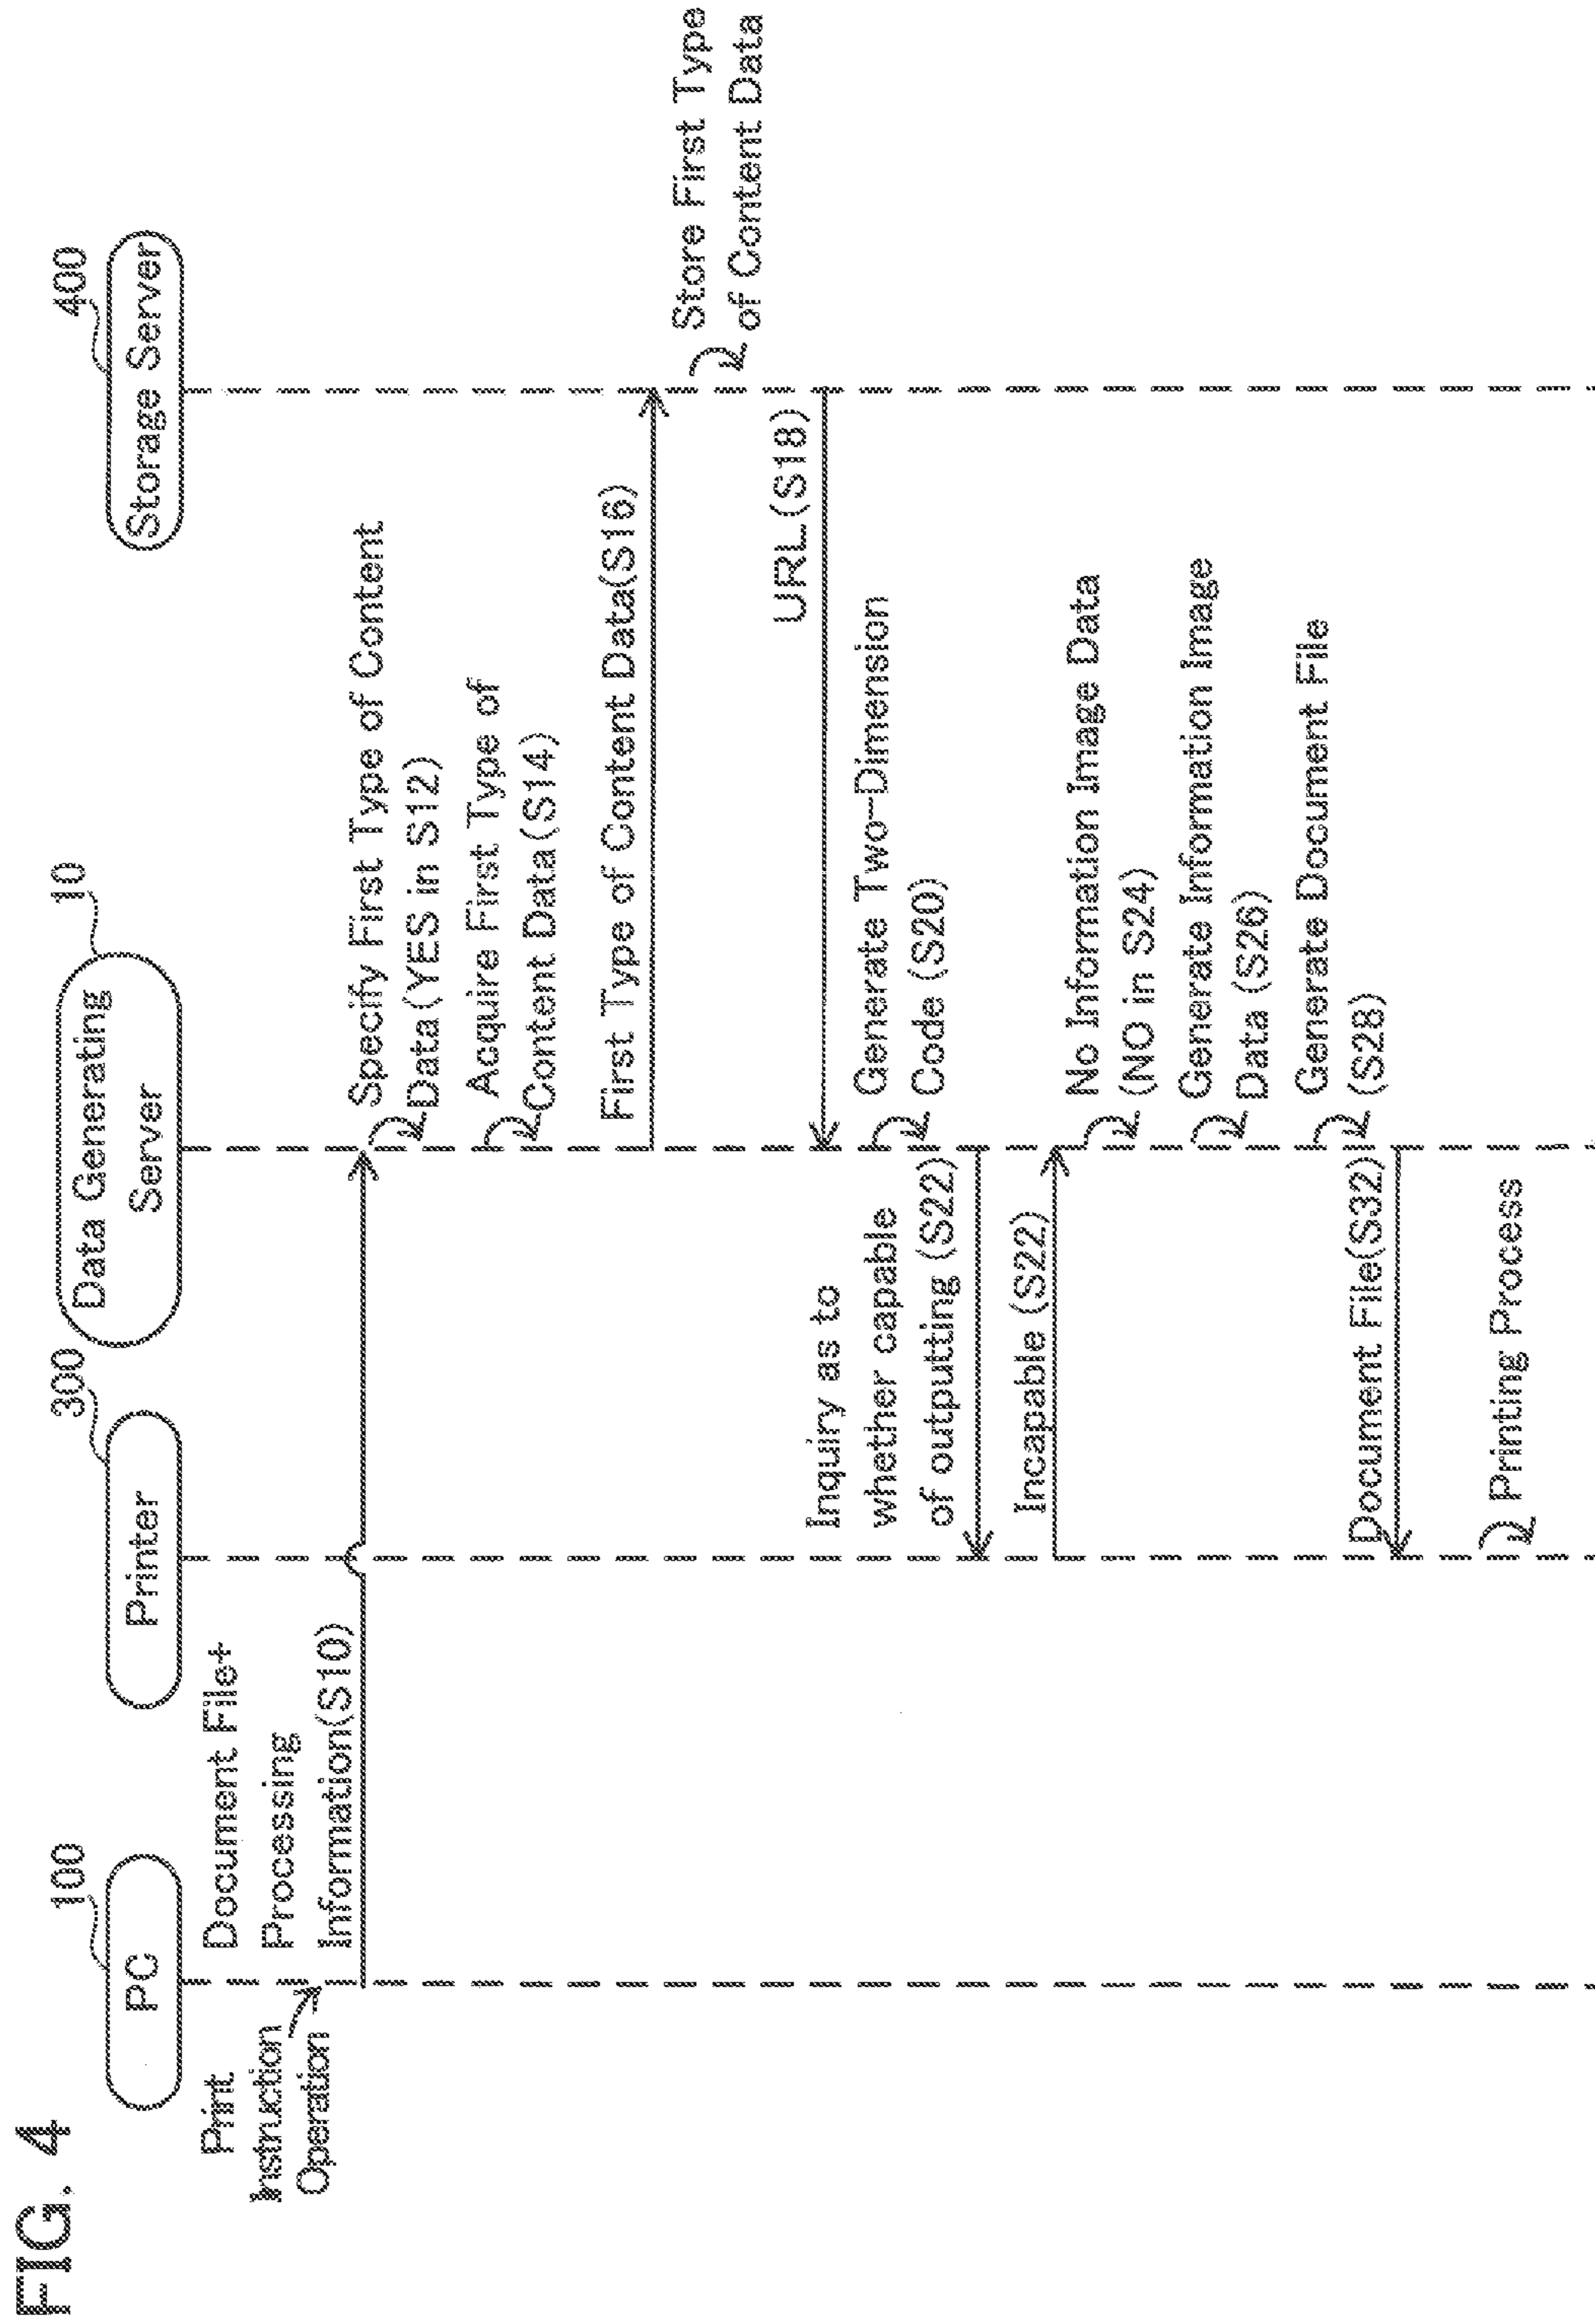 FIG. 4
100
PC
300
Printer
10
Data Generating
Server
400
Storage Server
Print
Instruction
Operation
Document File+
Processing
Information(S10)
Specify First Type of Content
Data(YES in S12)
Acquire First Type of
Content Data(S14)
First Type of Content Data(S16)
Store First Type
of Content Data
URL(S18)
Generate Two-Dimension
Code (S20)
Inquiry as to
whether capable
of outputting (S22)
Incapable (S22)
No Information Image Data
(NO in S24)
Generate Information Image
Data (S26)
Generate Document File
(S28)
Document File(S32)
Printing Process